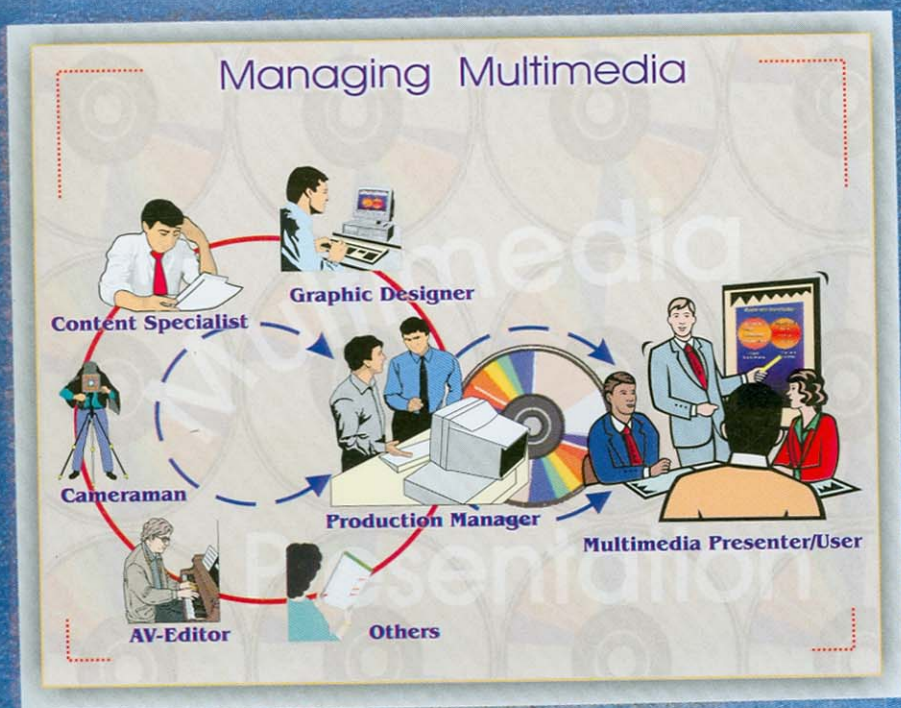 Managing Multimedia
Multimedia
Graphic Designer
Content Specialist
Cameraman
Production Manager
Multimedia Presenter/User
Presentation
AV-Editor
Others